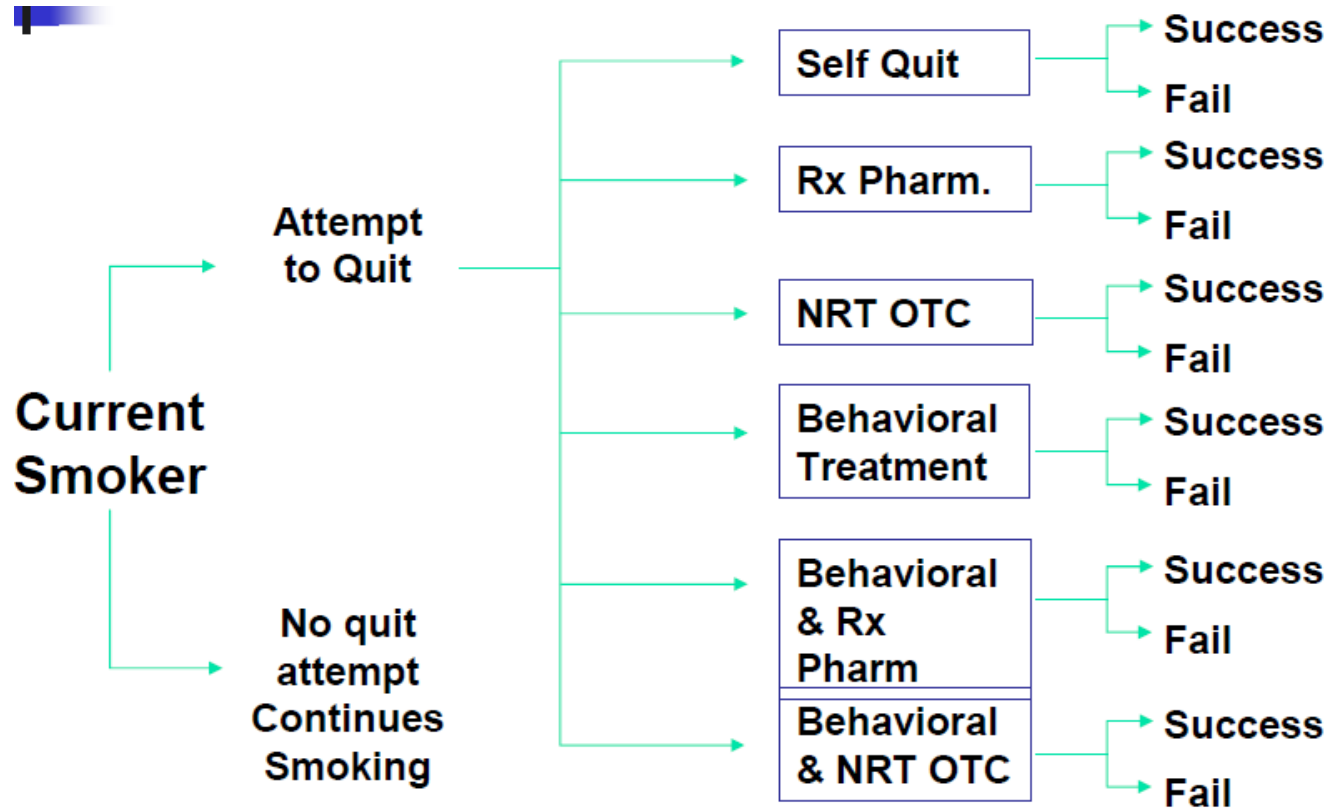 Current
Smoker
Attempt
to Quit
No quit
attempt
Continues
Smoking
Self Quit
Success
Fail
Rx Pharm.
Success
Fail
NRT OTC
Success
Fail
Behavioral
Treatment
Success
Fail
Behavioral
& Rx
Pharm
Success
Fail
Behavioral
& NRT OTC
Success
Fail